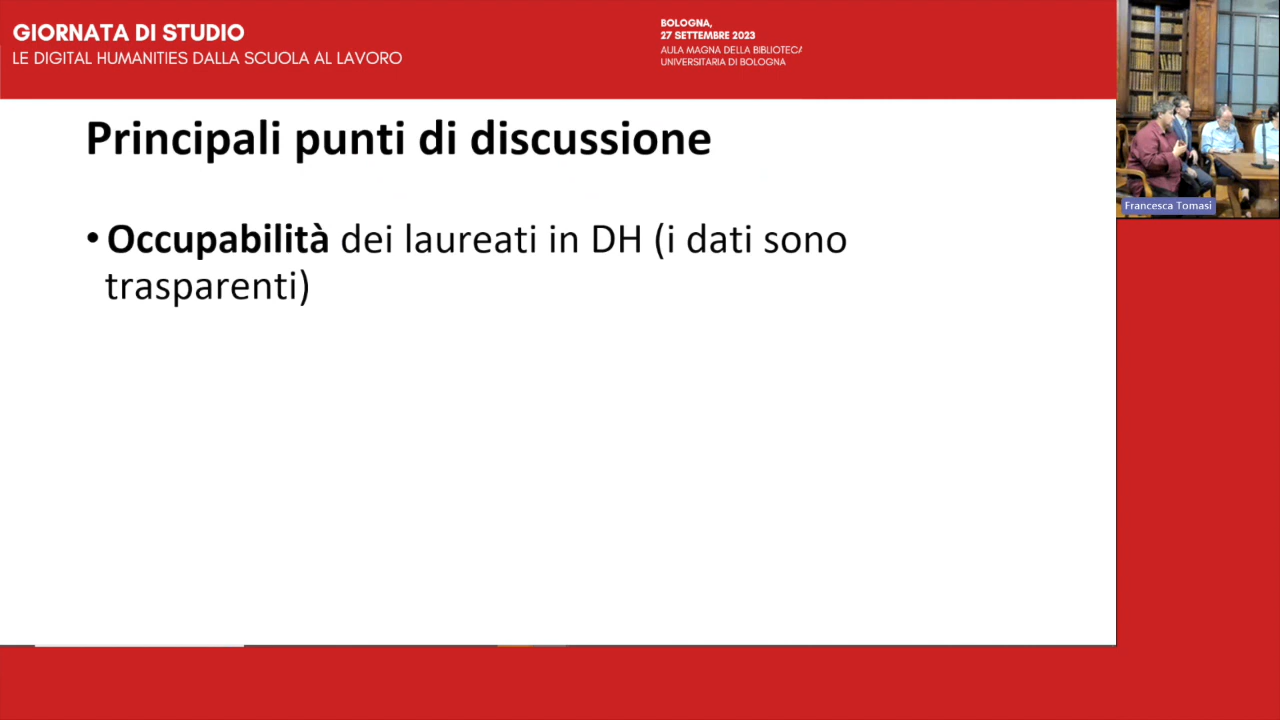 GIORNATA DI STUDIO
LE DIGITAL HUMANITIES DALLA SCUOLA AL LAVORO
BOLOGNA,
27 SETTEMBRE 2023
AULA MAGNA DELLA BIBLIOTECA
UNIVERSITARIA DI BOLOGNA
Principali punti di discussione
• Occupabilità dei laureati in DH (i dati sono
trasparenti)
Francesca Tomasi